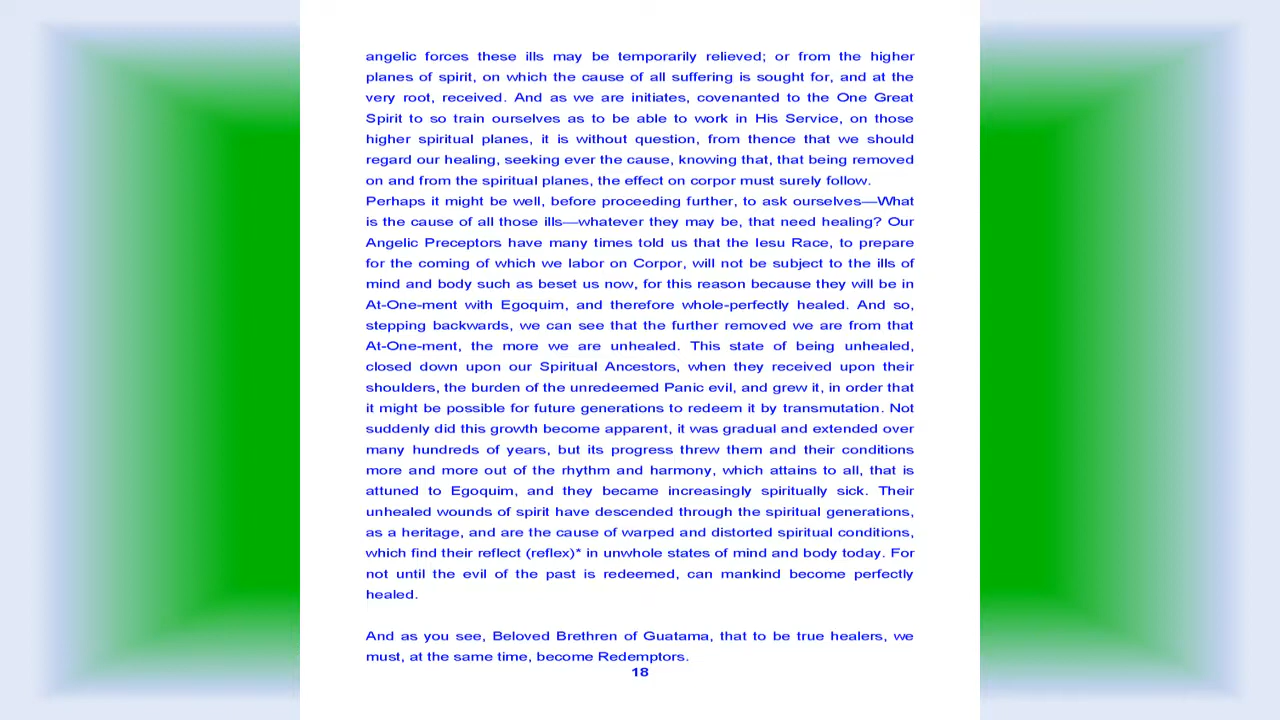 angelic forces these ills may be temporarily relieved; or from the higher
planes of spirit, on which the cause of all suffering is sought for, and at the
very root, received. And as we are initiates, covenanted to the One Great
Spirit to so train ourselves as to be able to work in His Service, on those
higher spiritual planes, it is without question, from thence that we should
regard our healing, seeking ever the cause, knowing that, that being removed
on and from the spiritual planes, the effect on corpor must surely follow.
Perhaps it might be well, before proceeding further, to ask ourselves—What
is the cause of all those ills—whatever they may be, that need healing? Our
Angelic Preceptors have many times told us that the Iesu Race, to prepare
for the coming of which we labor on Corpor, will not be subject to the ills of
mind and body such as beset us now, for this reason because they will be in
At-One-ment with Egoquim, and therefore whole-perfectly healed. And so,
stepping backwards, we can see that the further removed we are from that
At-One-ment, the more we are unhealed. This state of being unhealed,
closed down upon our Spiritual Ancestors, when they received upon their
shoulders, the burden of the unredeemed Panic evil, and grew it, in order that
it might be possible for future generations to redeem it by transmutation. Not
suddenly did this growth become apparent, it was gradual and extended over
many hundreds of years, but its progress threw them and their conditions
more and more out of the rhythm and harmony, which attains to all, that is
attuned to Egoquim, and they became increasingly spiritually sick. Their
unhealed wounds of spirit have descended through the spiritual generations,
as a heritage, and are the cause of warped and distorted spiritual conditions,
which find their reflect (reflex)* in unwhole states of mind and body today. For
not until the evil of the past is redeemed, can mankind become perfectly
healed.
And as you see, Beloved Brethren of Guatama, that to be true healers, we
must, at the same time, become Redemptors.
18